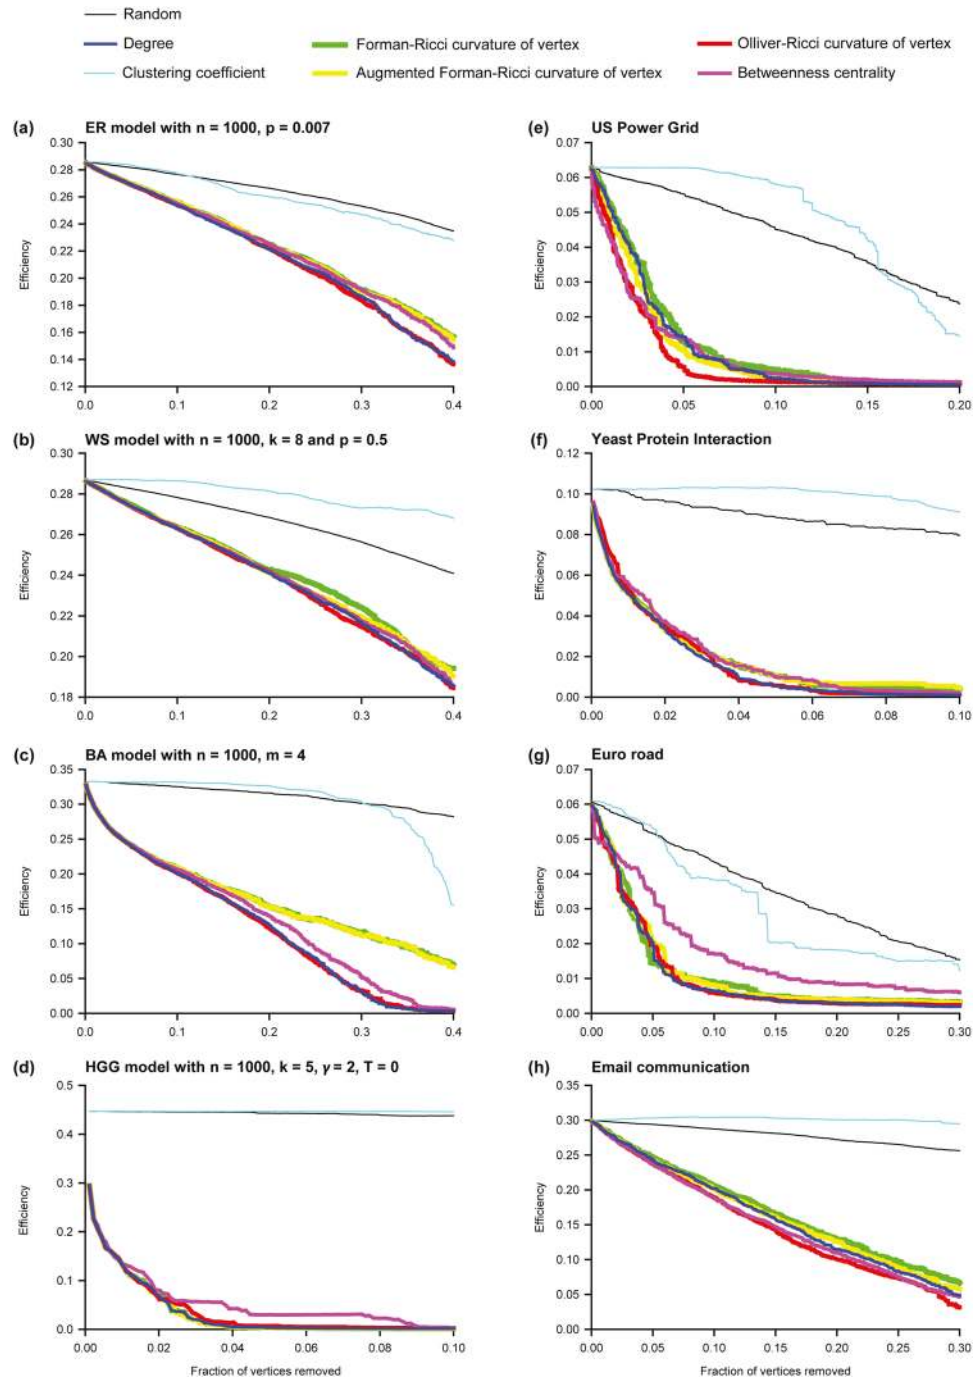 Random
Degree
Forman-Ricci curvature of vertex
Olliver-Ricci curvature of vertex
Clustering coefficient
Augmented Forman-Ricci curvature of vertex
Betweenness centrality
(a) ER model with n = 1000, p = 0.007
0.30
0.28
0.26
0.24
0.22
0.20
0.18
0.16
0.14
0.12
Efficiency
0.0 0.1 0.2 0.3 0.4
(e) US Power Grid
0.07
0.06
0.05
0.04
0.03
0.02
0.01
0.00
Efficiency
0.00 0.05 0.10 0.15 0.20
(b) WS model with n = 1000, k = 8 and p = 0.5
0.30
0.28
0.26
0.24
0.22
0.20
0.18
Efficiency
0.0 0.1 0.2 0.3 0.4
(f) Yeast Protein Interaction
0.12
0.10
0.08
0.06
0.04
0.02
0.00
Efficiency
0.00 0.02 0.04 0.06 0.08 0.10
(c) BA model with n = 1000, m = 4
0.35
0.30
0.25
0.20
0.15
0.10
0.05
0.00
Efficiency
0.0 0.1 0.2 0.3 0.4
(g) Euro road
0.07
0.06
0.05
0.04
0.03
0.02
0.01
0.00
Efficiency
0.00 0.05 0.10 0.15 0.20 0.25 0.30
(d) HGG model with n = 1000, k = 5, γ = 2, T = 0
0.5
0.4
0.3
0.2
0.1
0.0
Efficiency
0.00 0.02 0.04 0.06 0.08 0.10
Fraction of vertices removed
(h) Email communication
0.35
0.30
0.25
0.20
0.15
0.10
0.05
0.00
Efficiency
0.00 0.05 0.10 0.15 0.20 0.25 0.30
Fraction of vertices removed